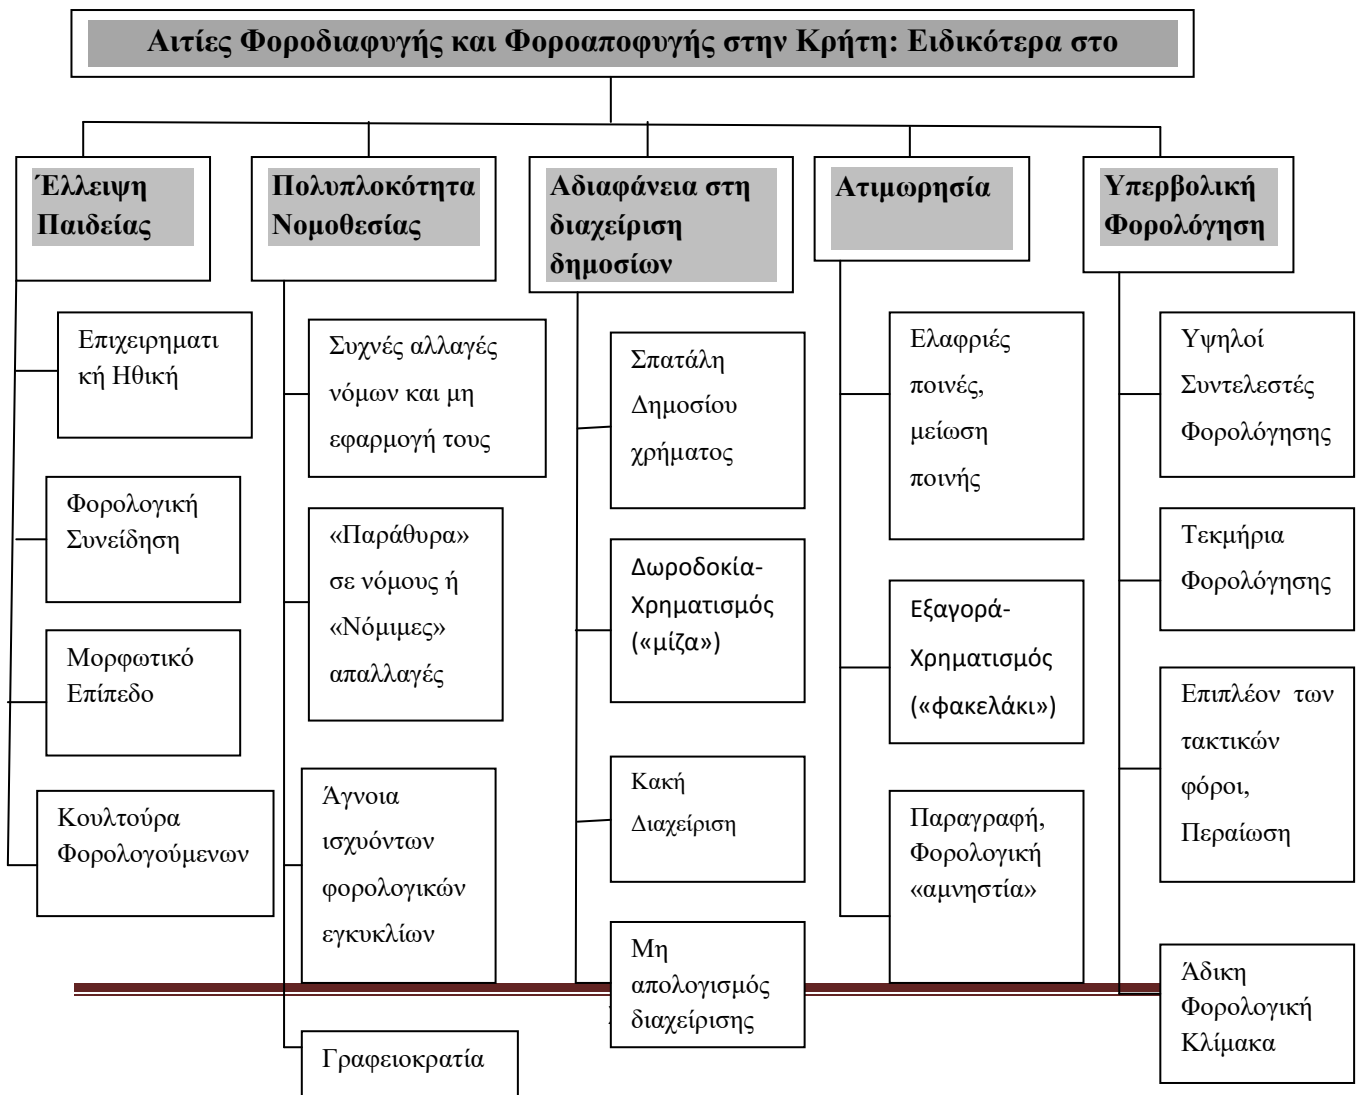 Αιτίες Φοροδιαφυγής και Φοροαποφυγής στην Κρήτη: Ειδικότερα στο
Έλλειψη
Παιδείας
Επιχειρηματι
κή Ηθική
Φορολογική
Συνείδηση
Μορφωτικό
Επίπεδο
Κουλτούρα
Φορολογούμενων
Πολυπλοκότητα
Νομοθεσίας
Συχνές αλλαγές
νόμων και μη
εφαρμογή τους
«Παράθυρα»
σε νόμους ή
«Νόμιμες»
απαλλαγές
Άγνοια
ισχυόντων
φορολογικών
εγκυκλίων
Γραφειοκρατία
Αδιαφάνεια στη
διαχείριση
δημοσίων
Σπατάλη
Δημοσίου
χρήματος
Δωροδοκία-
Χρηματισμός
(«μίζα»)
Κακή
Διαχείριση
Μη
απολογισμός
διαχείρισης
Ατιμωρησία
Ελαφριές
ποινές,
μείωση
ποινής
Εξαγορά-
Χρηματισμός
(«φακελάκι»)
Παραγραφή,
Φορολογική
«αμνηστία»
Υπερβολική
Φορολόγηση
Υψηλοί
Συντελεστές
Φορολόγησης
Τεκμήρια
Φορολόγησης
Επιπλέον των
τακτικών
φόροι,
Περαίωση
Άδικη
Φορολογική
Κλίμακα